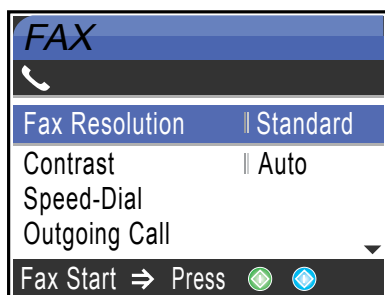 FAX
Fax Resolution Standard
Contrast Auto
Speed-Dial
Outgoing Call
Fax Start ⇒ Press